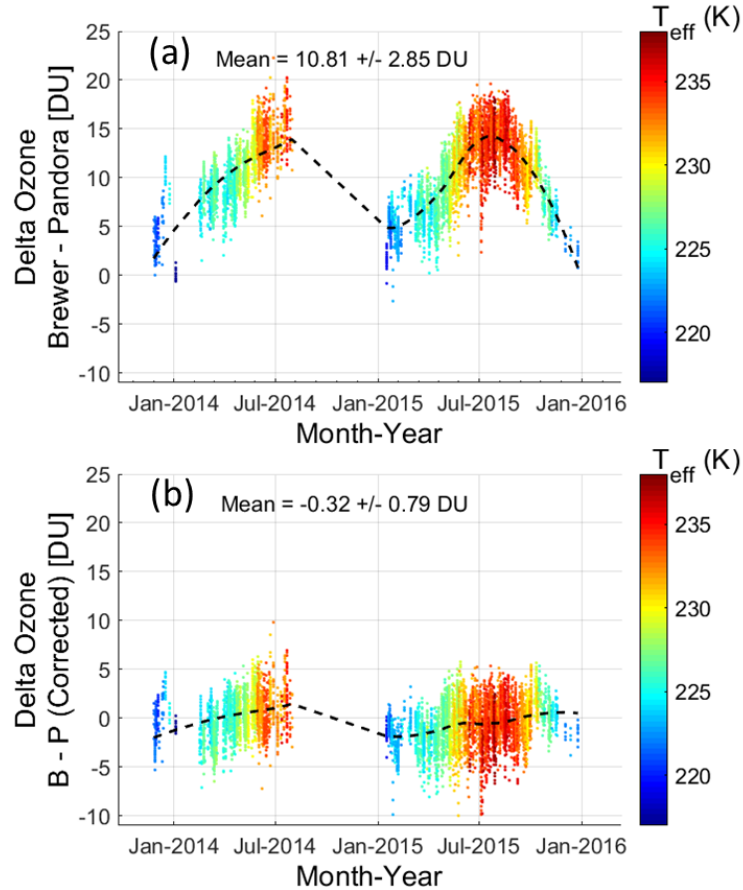 (a)
Mean = 10.81 +/- 2.85 DU
Delta Ozone
Brewer - Pandora [DU]
25
20
15
10
5
0
-5
-10
Jan-2014
Jul-2014
Jan-2015
Jul-2015
Jan-2016
Month-Year
Teff (K)
235
230
225
220
(b)
Mean = -0.32 +/- 0.79 DU
Delta Ozone
B - P (Corrected) [DU]
25
20
15
10
5
0
-5
-10
Jan-2014
Jul-2014
Jan-2015
Jul-2015
Jan-2016
Month-Year
Teff (K)
235
230
225
220